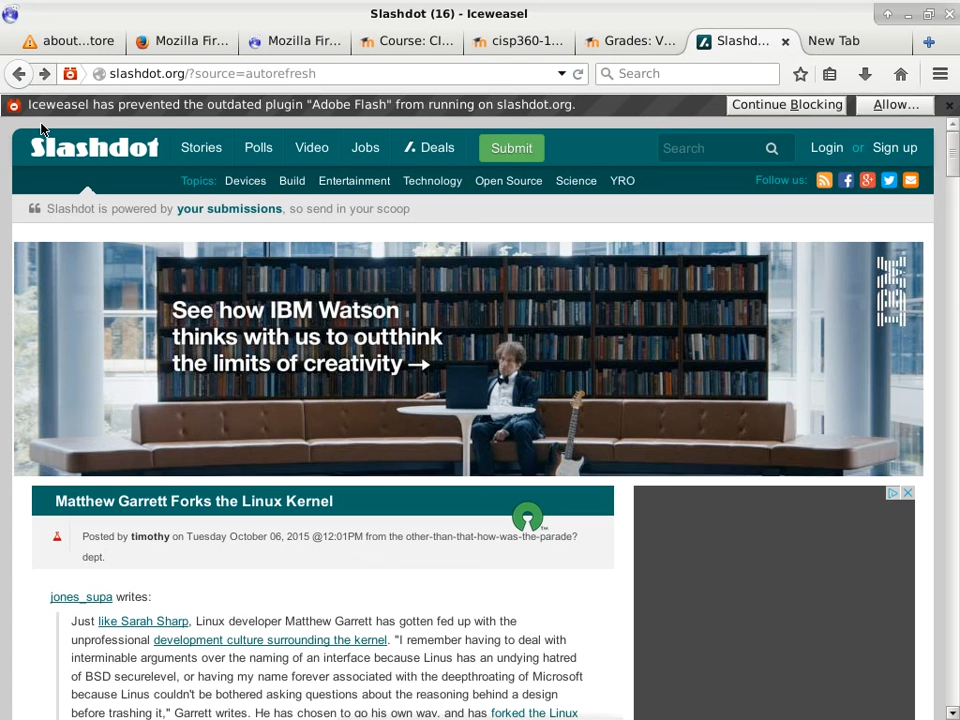 Slashdot (16) - Iceweasel
about...tore
Mozilla Fir...
Mozilla Fir...
Course: CI...
cisp360-1...
Grades: V...
Slashd...
New Tab
slashdot.org/?source=autorefresh
Search
Iceweasel has prevented the outdated plugin "Adobe Flash" from running on slashdot.org.
Continue Blocking
Allow...
Slashdot
Stories
Polls
Video
Jobs
Deals
Submit
Search
Login or Sign up
Topics: Devices Build Entertainment Technology Open Source Science YRO
Follow us:
Slashdot is powered by your submissions, so send in your scoop
See how IBM Watson
thinks with us to outthink
the limits of creativity →
IBM
Matthew Garrett Forks the Linux Kernel
Posted by timothy on Tuesday October 06, 2015 @12:01PM from the other-than-that-how-was-the-parade?
dept.
jones_supa writes:
Just like Sarah Sharp, Linux developer Matthew Garrett has gotten fed up with the
unprofessional development culture surrounding the kernel. "I remember having to deal with
interminable arguments over the naming of an interface because Linus has an undying hatred
of BSD securelevel, or having my name forever associated with the deepthroating of Microsoft
because Linus couldn't be bothered asking questions about the reasoning behind a design
before trashing it," Garrett writes. He has chosen to go his own way, and has forked the Linux